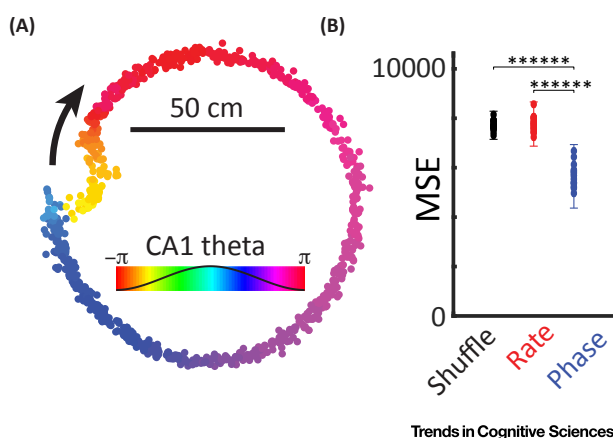 (A)
50 cm
CA1 theta
−π
π
(B)
******
******
10000
MSE
0
Shuffle
Rate
Phase
Trends in Cognitive Sciences